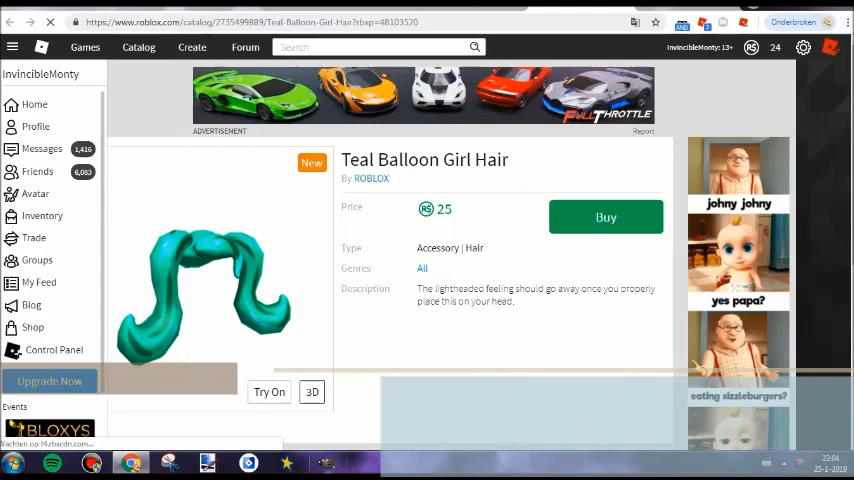 https://www.roblox.com/catalog/2735499889/Teal-Balloon-Girl-Hair?rbxp=48103520
Onderbroken
Games
Catalog
Create
Forum
Search
InvincibleMonty: 13+
24
InvincibleMonty
Home
Profile
Messages
1,416
Friends
6,083
Avatar
Inventory
Trade
Groups
My Feed
Blog
Shop
Control Panel
Upgrade Now
Events
BLOXYS
FULL THROTTLE
ADVERTISEMENT
Report
New
Teal Balloon Girl Hair
By ROBLOX
Price
R$ 25
Buy
Type
Accessory | Hair
Genres
All
Description
The lightheaded feeling should go away once you properly
place this on your head.
Try On
3D
johny johny
yes papa?
eating sizzleburgers?
Wachten op !4zbxcdn.com...
23:04
25-1-2019